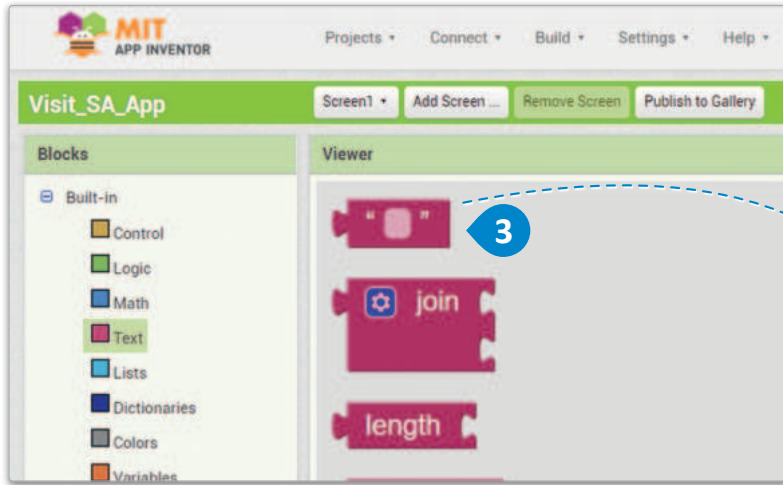 MIT
APP INVENTOR
Projects Connect Build Settings Help
Visit_SA_App
Screen1 Add Screen ... Remove Screen Publish to Gallery
Blocks
Viewer
Built-in
Control
Logic
Math
Text
Lists
Dictionaries
Colors
Variables
“ ”
3
join
length